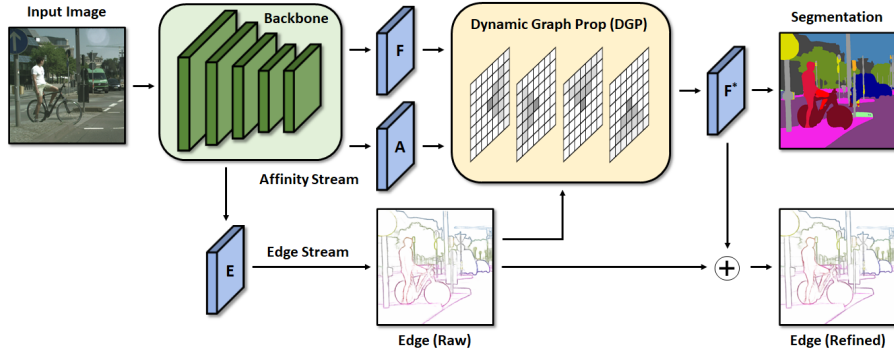 Input Image
Backbone
F
Dynamic Graph Prop (DGP)
Segmentation
F*
A
Affinity Stream
E
Edge Stream
Edge (Raw)
Edge (Refined)